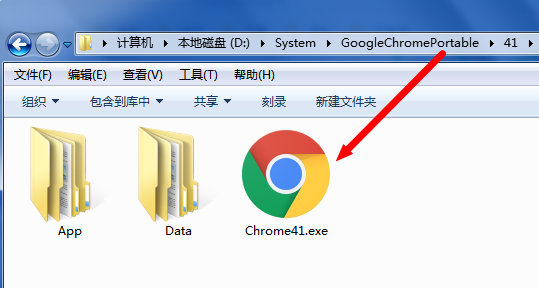 计算机 ▸ 本地磁盘 (D:) ▸ System ▸ GoogleChromePortable ▸ 41 ▸
文件(F) 编辑(E) 查看(V) 工具(T) 帮助(H)
组织 包含到库中 共享 刻录 新建文件夹
App Data Chrome41.exe